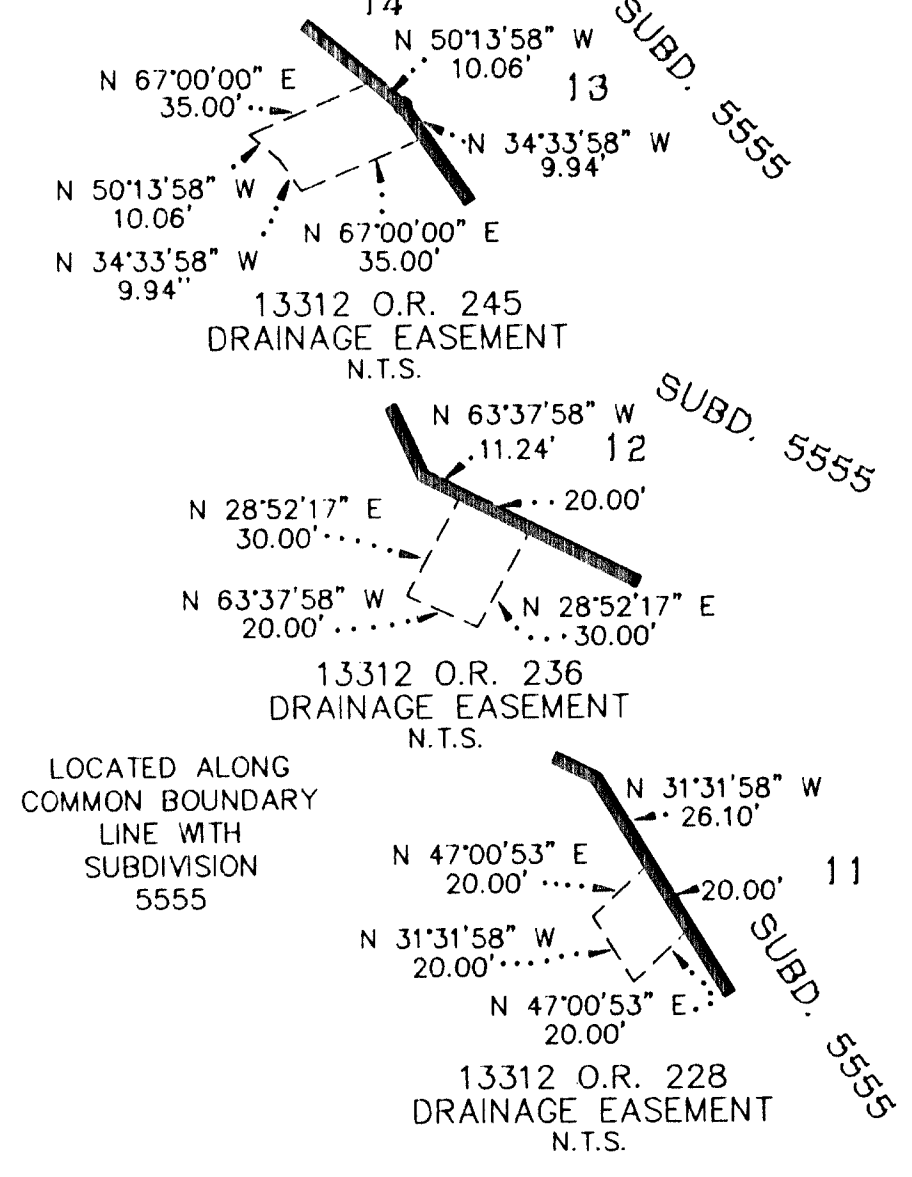 14
SUBD. 5555
N 50°13'58" W
10.06'
13
N 67°00'00" E
35.00'
N 34°33'58" W
9.94'
N 50°13'58" W
10.06'
N 67°00'00" E
35.00'
N 34°33'58" W
9.94''
13312 O.R. 245
DRAINAGE EASEMENT
N.T.S.
SUBD. 5555
N 63°37'58" W
11.24'
12
20.00'
N 28°52'17" E
30.00'
N 63°37'58" W
20.00'
N 28°52'17" E
30.00'
13312 O.R. 236
DRAINAGE EASEMENT
N.T.S.
LOCATED ALONG
COMMON BOUNDARY
LINE WITH
SUBDIVISION
5555
N 31°31'58" W
26.10'
N 47°00'53" E
20.00'
20.00'
11
SUBD. 5555
N 31°31'58" W
20.00'
N 47°00'53" E
20.00'
13312 O.R. 228
DRAINAGE EASEMENT
N.T.S.